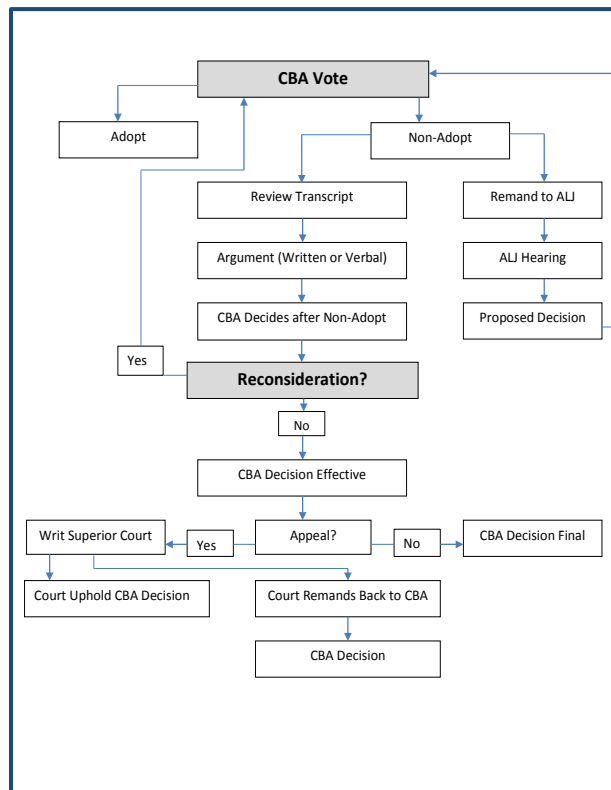 CBA Vote
Adopt
Non-Adopt
Review Transcript
Remand to ALJ
Argument (Written or Verbal)
ALJ Hearing
CBA Decides after Non-Adopt
Proposed Decision
Yes
Reconsideration?
No
CBA Decision Effective
Writ Superior Court
Yes
Appeal?
No
CBA Decision Final
Court Uphold CBA Decision
Court Remands Back to CBA
CBA Decision